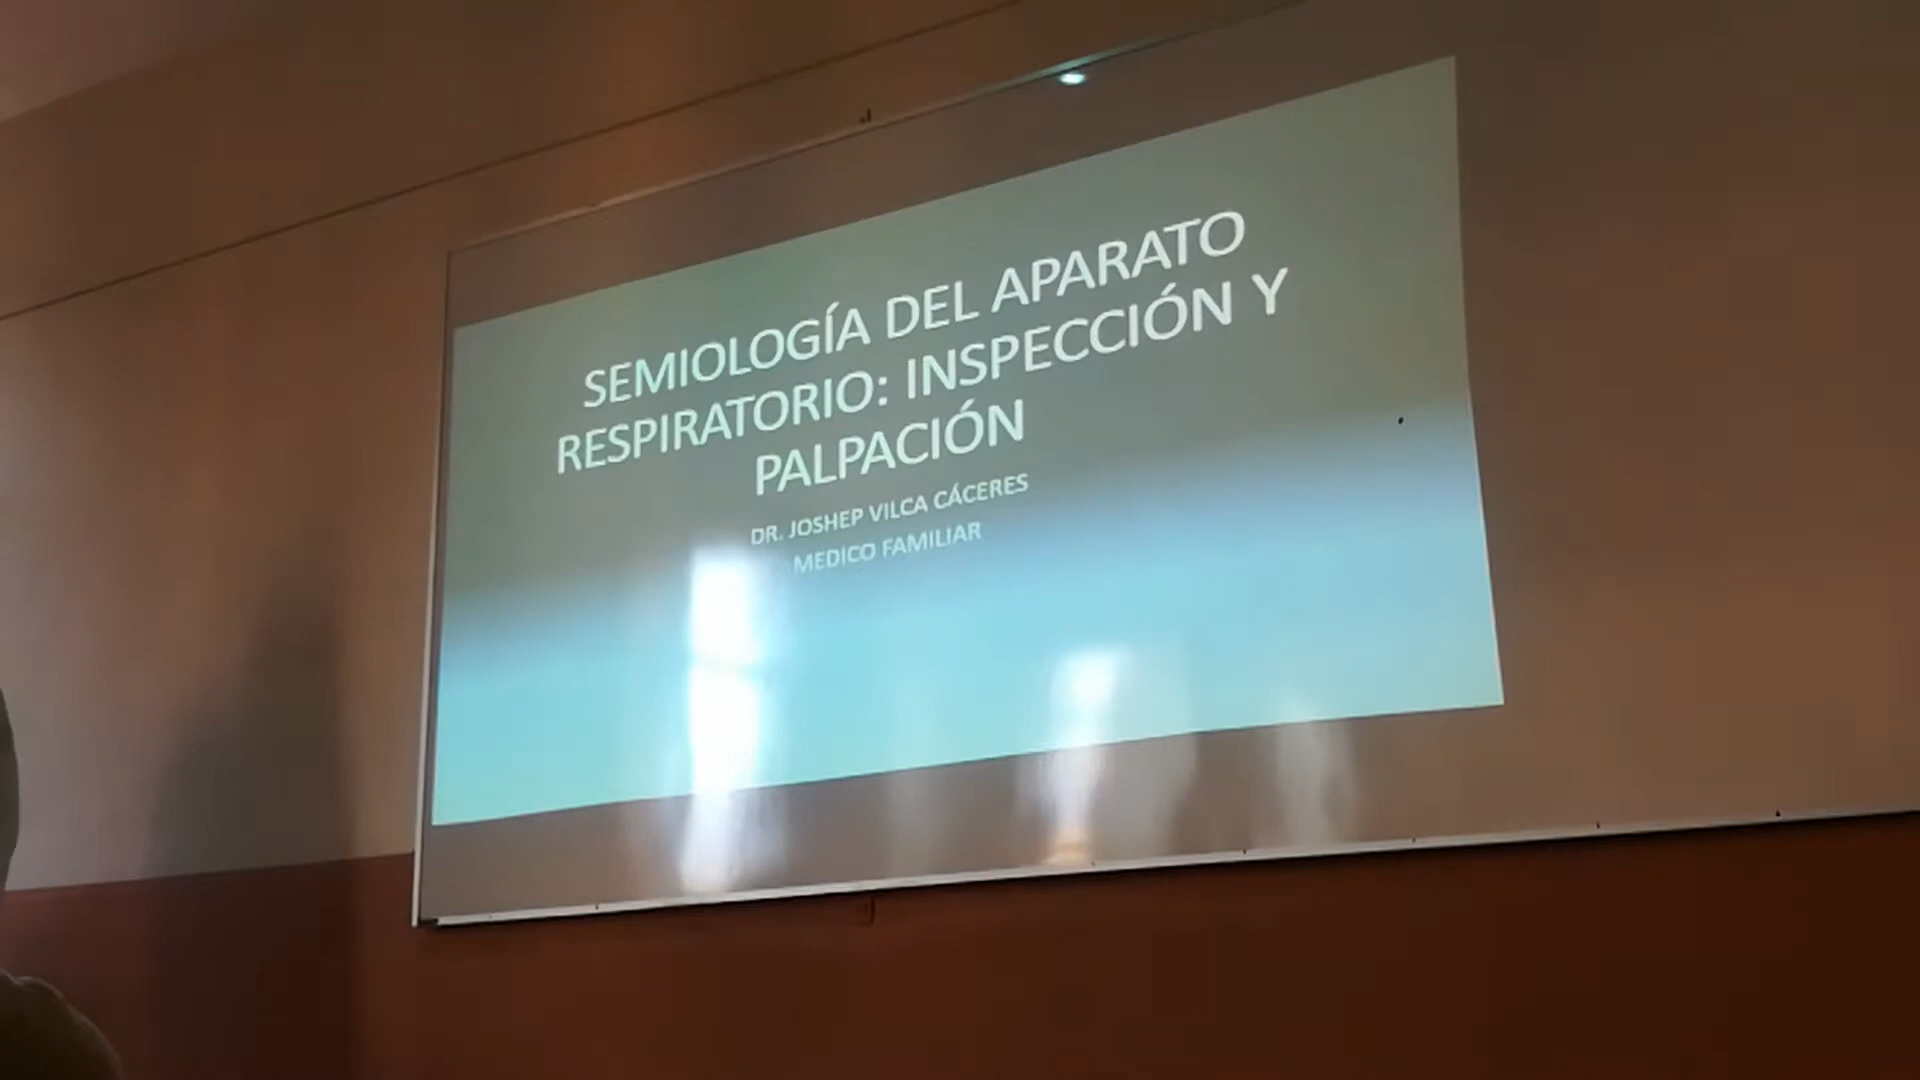 SEMIOLOGÍA DEL APARATO
RESPIRATORIO: INSPECCIÓN Y
PALPACIÓN
DR. JOSHEP VILCA CÁCERES
MEDICO FAMILIAR